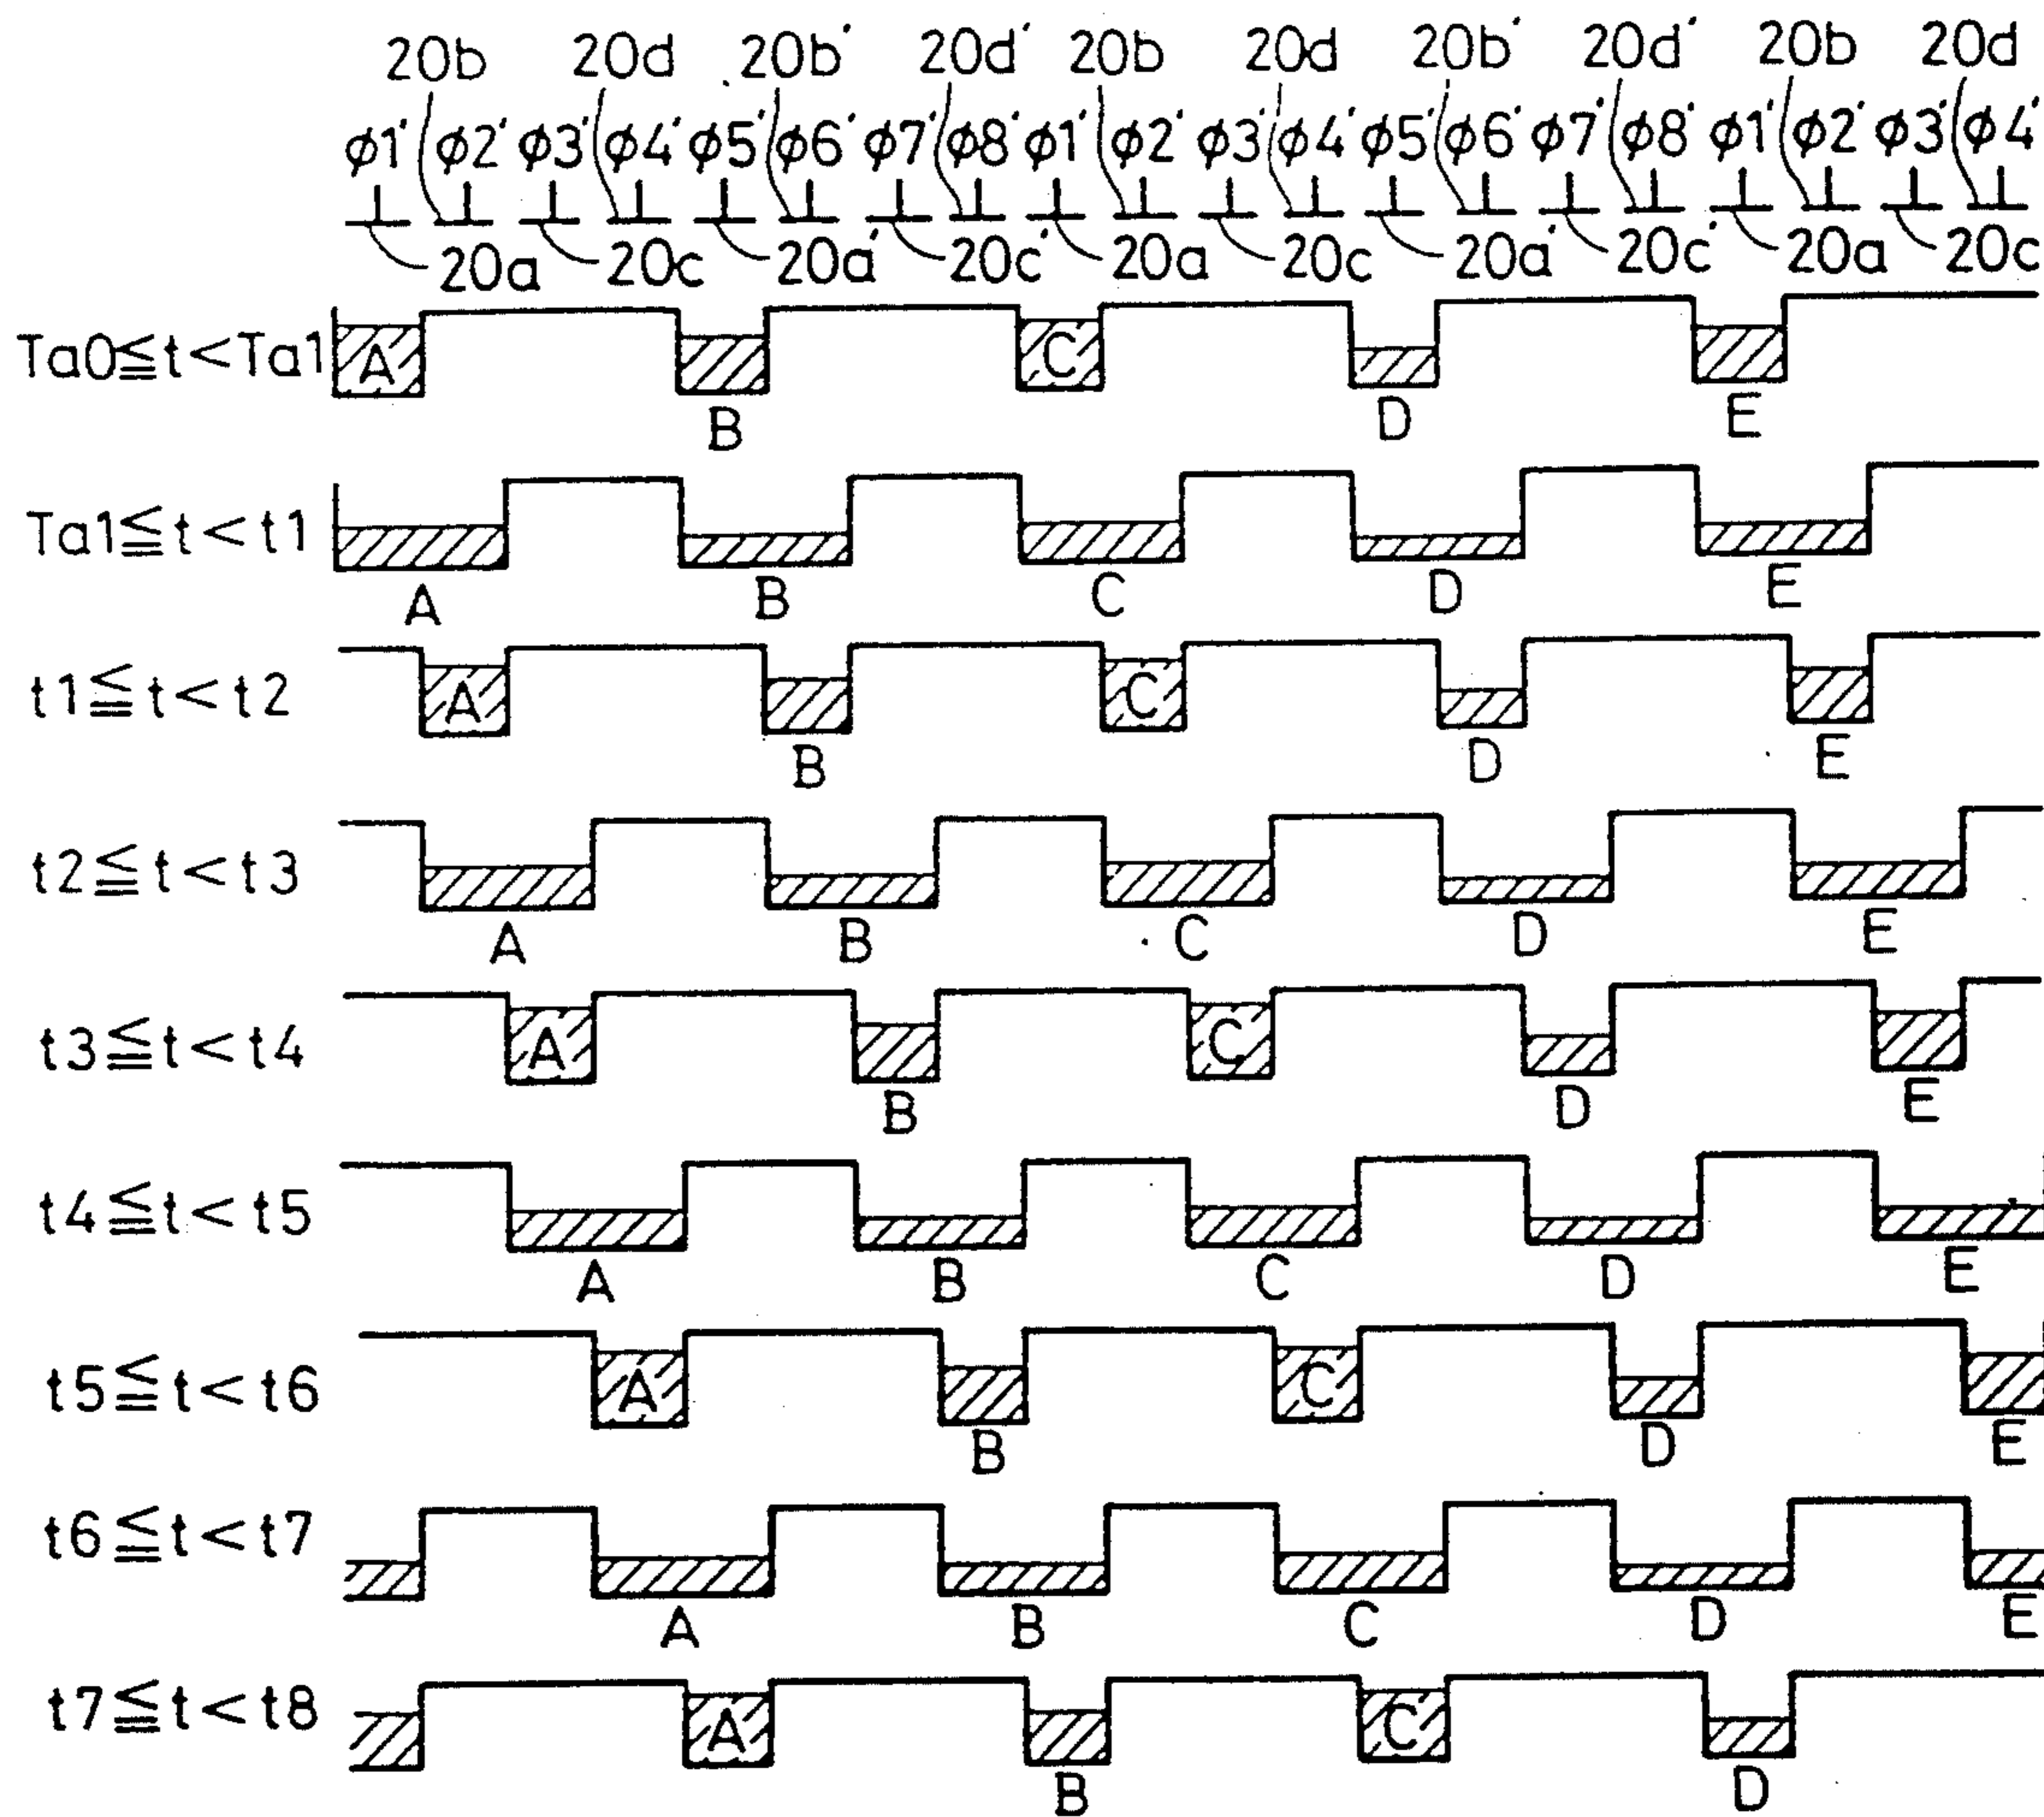 20b 20d 20b' 20d' 20b 20d 20b' 20d' 20b 20d
ϕ1' ϕ2' ϕ3' ϕ4' ϕ5' ϕ6' ϕ7' ϕ8' ϕ1' ϕ2' ϕ3' ϕ4' ϕ5' ϕ6' ϕ7' ϕ8' ϕ1' ϕ2' ϕ3' ϕ4'
20a 20c 20a' 20c' 20a 20c 20a' 20c' 20a 20c
Ta0≦t<Ta1 A B C D E
Ta1≦t<t1 A B C D E
t1≦t<t2 A B C D E
t2≦t<t3 A B C D E
t3≦t<t4 A B C D E
t4≦t<t5 A B C D E
t5≦t<t6 A B C D E
t6≦t<t7 A B C D E
t7≦t<t8 A B C D